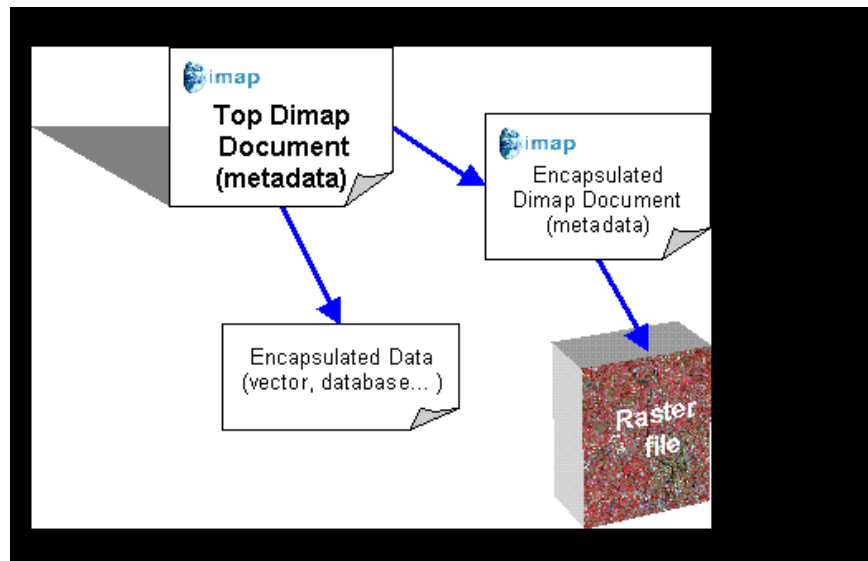 imap
Top Dimap
Document
(metadata)
imap
Encapsulated
Dimap Document
(metadata)
Encapsulated Data
(vector, database... )
Raster
file